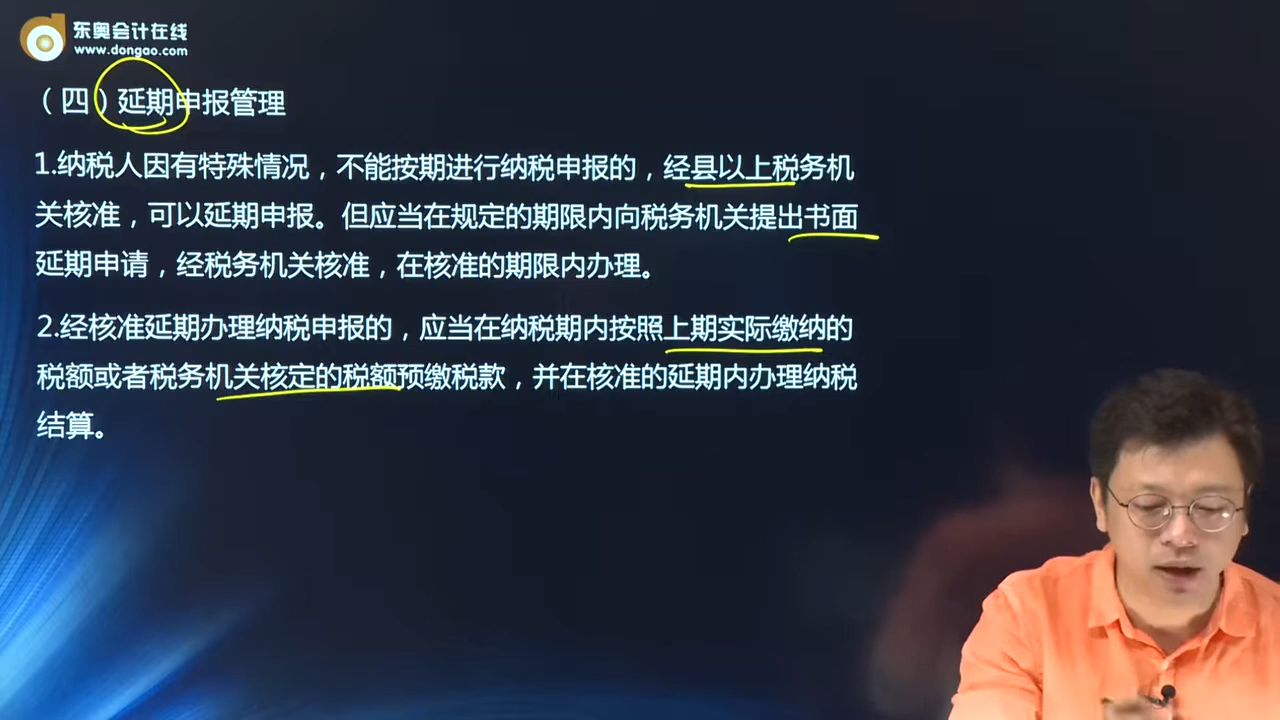 东奥会计在线
www.dongao.com
（四）延期申报管理
1.纳税人因有特殊情况，不能按期进行纳税申报的，经县以上税务机
关核准，可以延期申报。但应当在规定的期限内向税务机关提出书面
延期申请，经税务机关核准，在核准的期限内办理。
2.经核准延期办理纳税申报的，应当在纳税期内按照上期实际缴纳的
税额或者税务机关核定的税额预缴税款，并在核准的延期内办理纳税
结算。